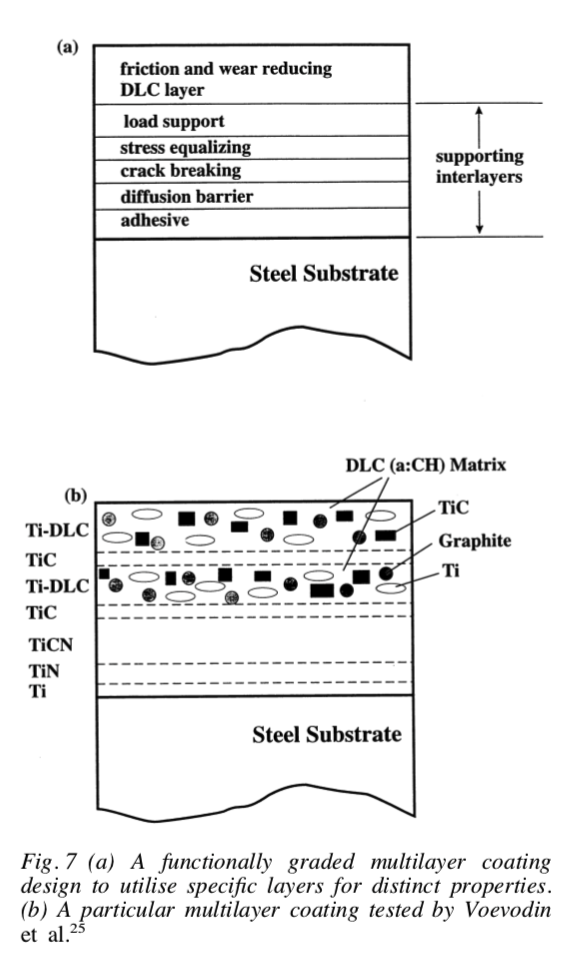 (a)
friction and wear reducing
DLC layer
load support
stress equalizing
crack breaking
diffusion barrier
adhesive
supporting
interlayers
Steel Substrate
DLC (a:CH) Matrix
(b)
Ti-DLC
TiC
Ti-DLC
TiC
TiCN
TiN
Ti
TiC
Graphite
Ti
Steel Substrate
Fig. 7 (a) A functionally graded multilayer coating
design to utilise specific layers for distinct properties.
(b) A particular multilayer coating tested by Voevodin
et al.25